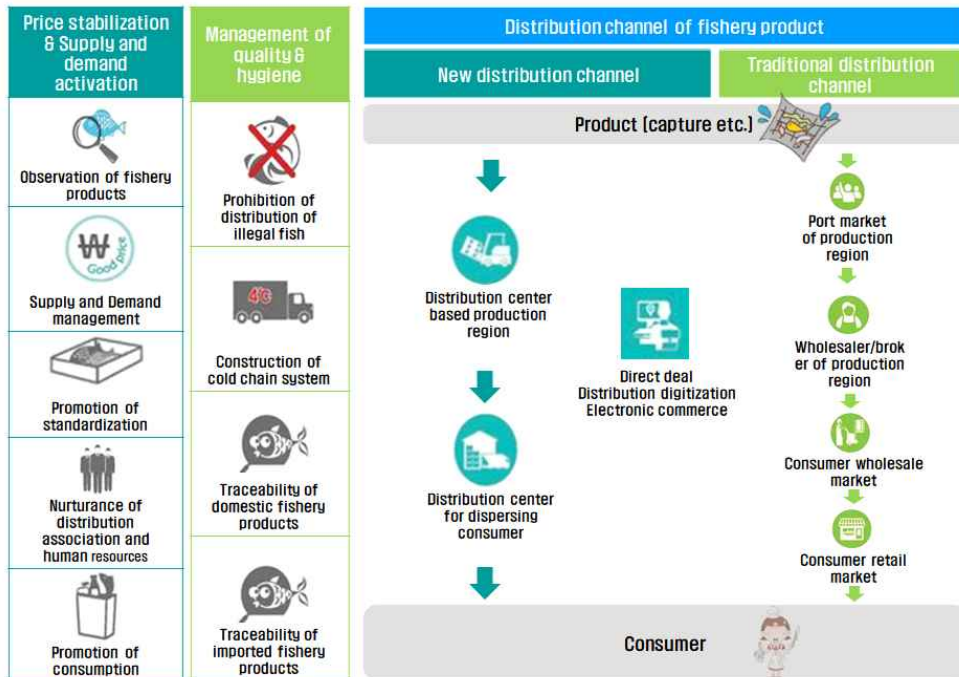 Price stabilization
& Supply and
demand
activation
Observation of fishery
products
₩
Good price
Supply and Demand
management
Promotion of
standardization
Nurturance of
distribution
association and
human resources
Promotion of
consumption
Management of
quality &
hygiene
Prohibition of
distribution of
illegal fish
4℃
Construction of
cold chain system
Traceability of
domestic fishery
products
Traceability of
imported fishery
products
Distribution channel of fishery product
New distribution channel
Traditional distribution
channel
Product (capture etc.)
Distribution center
based production
region
Distribution center
for dispersing
consumer
Direct deal
Distribution digitization
Electronic commerce
Port market
of production
region
Wholesaler/brok
er of production
region
Consumer wholesale
market
Consumer retail
market
Consumer